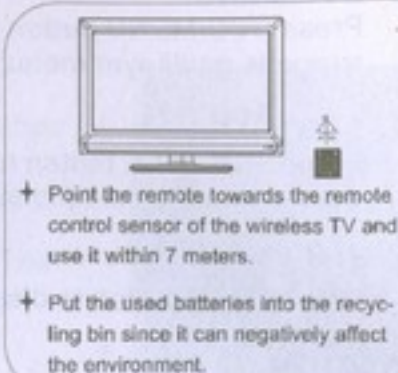 Point the remote towards the remote
control sensor of the wireless TV and
use it within 7 meters.
Put the used batteries into the recyc-
ling bin since it can negatively affect
the environment.